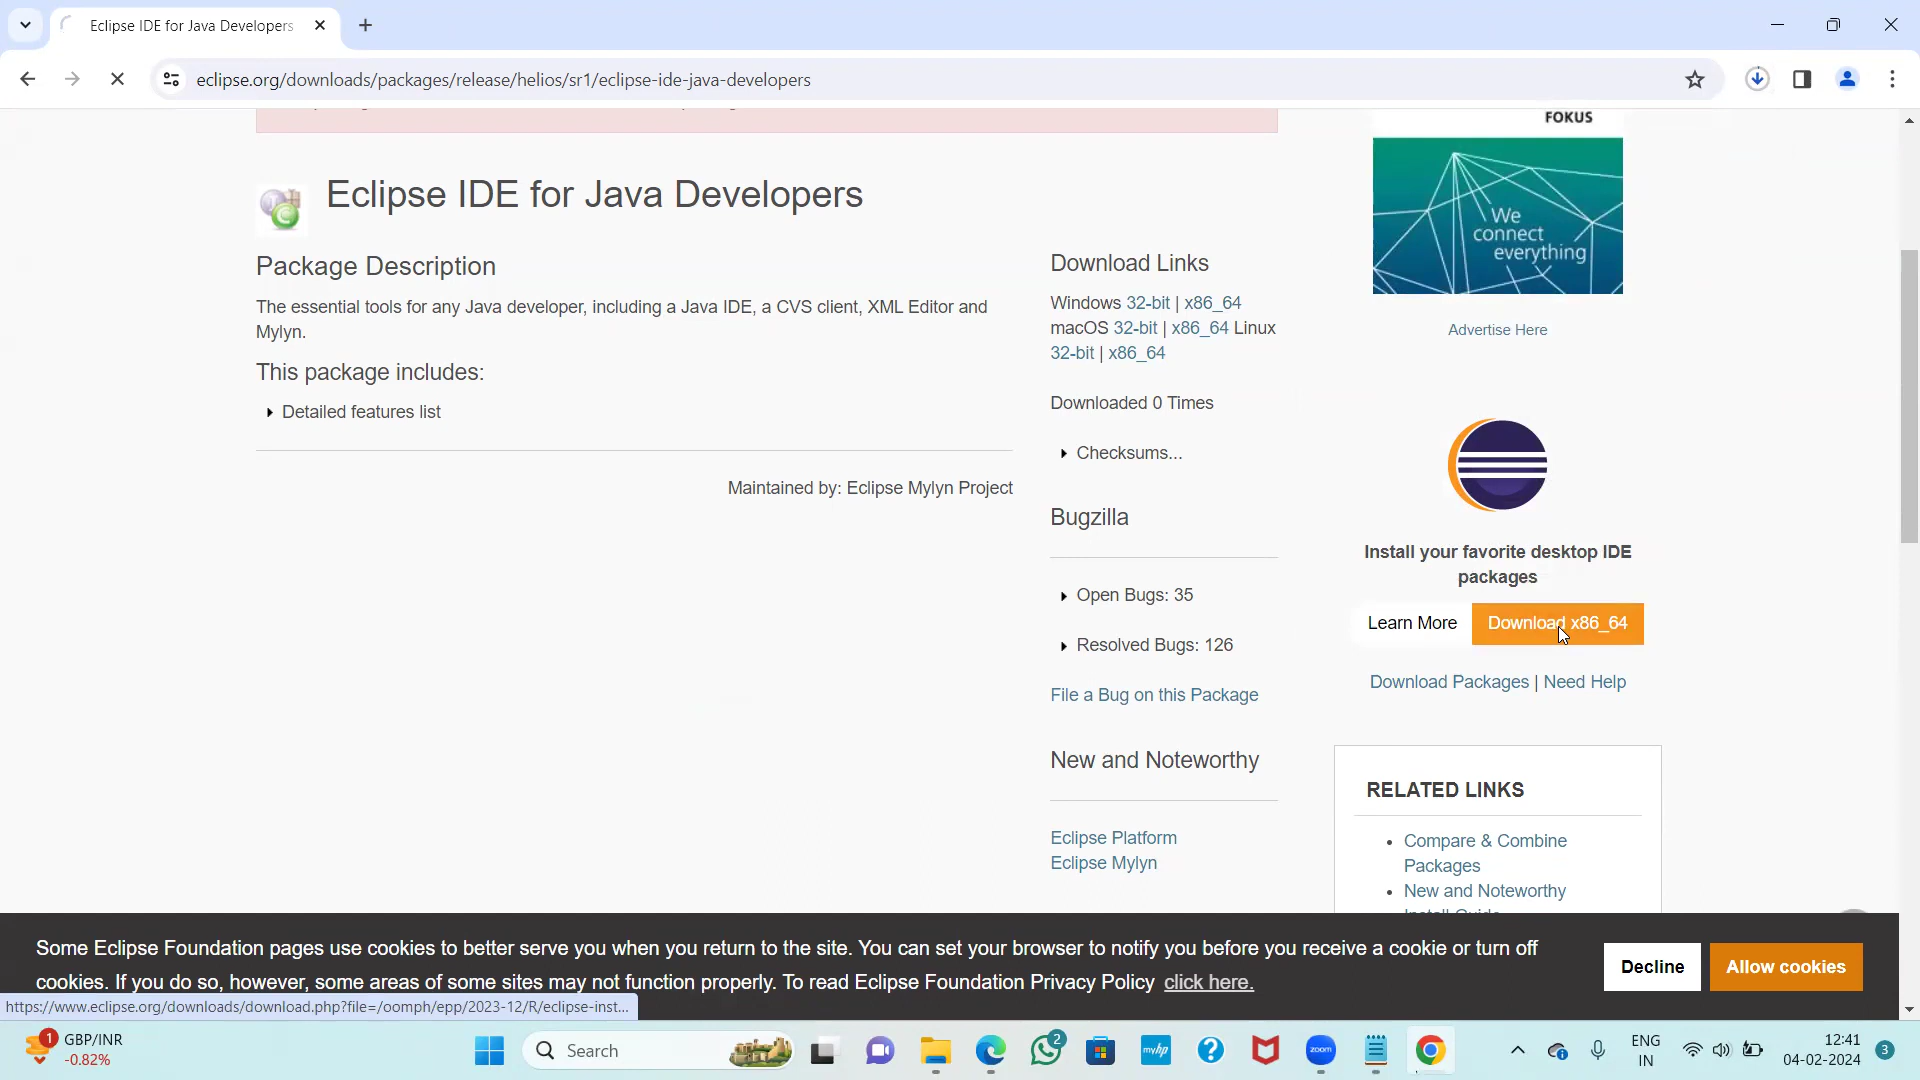 Eclipse IDE for Java Developers
eclipse.org/downloads/packages/release/helios/sr1/eclipse-ide-java-developers
FOKUS
We
connect
everything
Advertise Here
Eclipse IDE for Java Developers
Package Description
The essential tools for any Java developer, including a Java IDE, a CVS client, XML Editor and
Mylyn.
This package includes:
Detailed features list
Maintained by: Eclipse Mylyn Project
Download Links
Windows 32-bit | x86_64
macOS 32-bit | x86_64 Linux
32-bit | x86_64
Downloaded 0 Times
Checksums...
Bugzilla
Open Bugs: 35
Resolved Bugs: 126
File a Bug on this Package
New and Noteworthy
Eclipse Platform
Eclipse Mylyn
Install your favorite desktop IDE
packages
Learn More
Download x86_64
Download Packages | Need Help
RELATED LINKS
Compare & Combine
Packages
New and Noteworthy
Some Eclipse Foundation pages use cookies to better serve you when you return to the site. You can set your browser to notify you before you receive a cookie or turn off
cookies. If you do so, however, some areas of some sites may not function properly. To read Eclipse Foundation Privacy Policy click here.
Decline
Allow cookies
https://www.eclipse.org/downloads/download.php?file=/oomph/epp/2023-12/R/eclipse-inst...
1
GBP/INR
-0.82%
Search
2
myhp
zoom
ENG
IN
12:41
04-02-2024
3